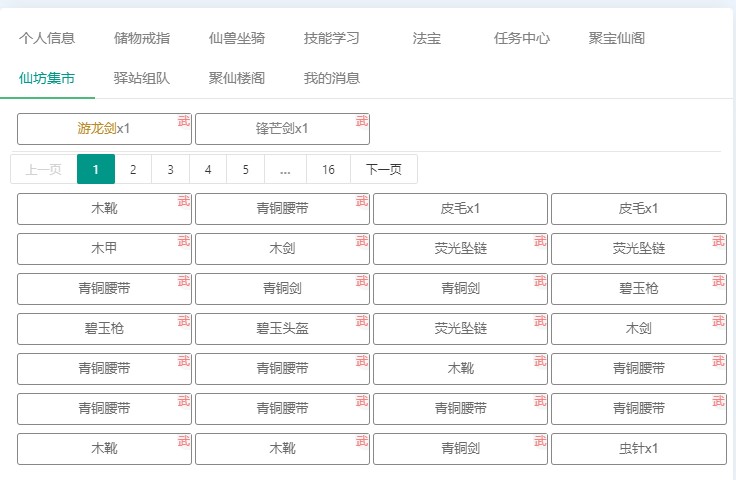 个人信息 储物戒指 仙兽坐骑 技能学习 法宝 任务中心 聚宝仙阁
仙坊集市 驿站组队 聚仙楼阁 我的消息
游龙剑x1 武 锋芒剑x1 武
上一页 1 2 3 4 5 ... 16 下一页
木靴 武 青铜腰带 武 皮毛x1 皮毛x1
木甲 武 木剑 武 荧光坠链 武 荧光坠链 武
青铜腰带 武 青铜剑 武 青铜剑 武 碧玉枪 武
碧玉枪 武 碧玉头盔 武 荧光坠链 武 木剑 武
青铜腰带 武 青铜腰带 武 木靴 武 青铜腰带 武
青铜腰带 武 青铜腰带 武 青铜腰带 武 青铜腰带 武
木靴 武 木靴 武 青铜剑 武 虫针x1